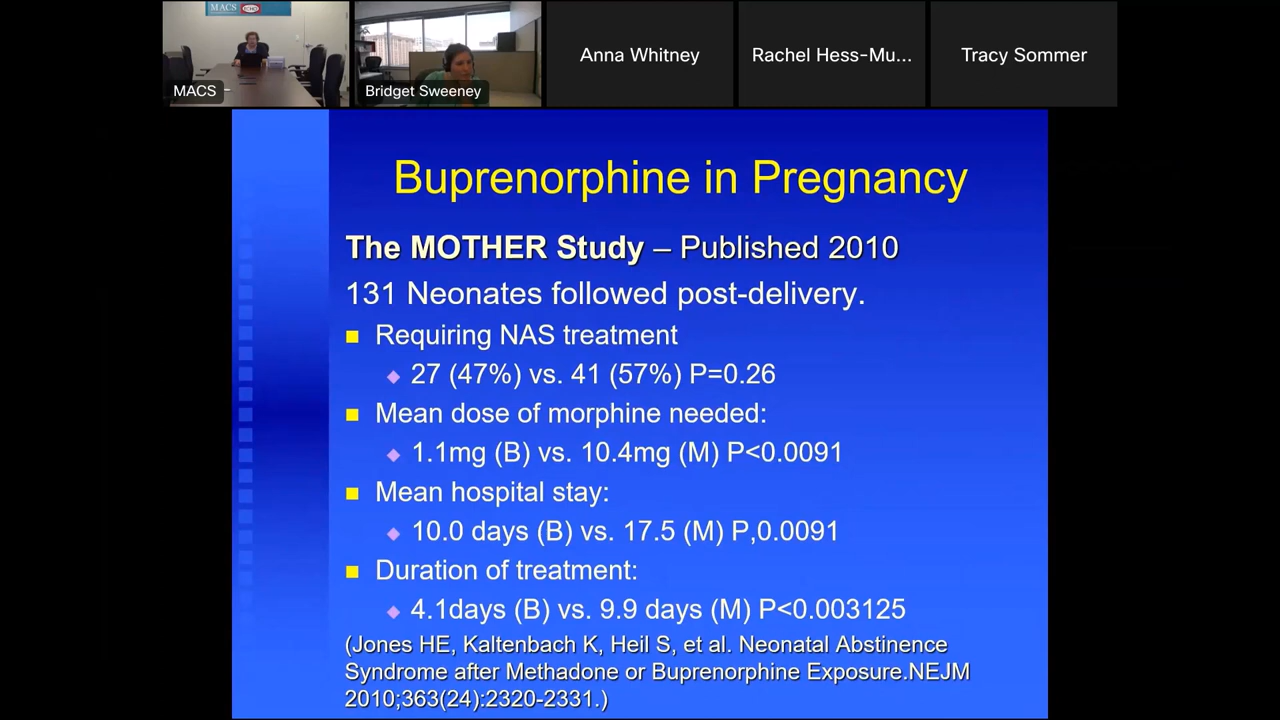 MACS ECHO
MACS
Bridget Sweeney
Anna Whitney
Rachel Hess-Mu...
Tracy Sommer
Buprenorphine in Pregnancy
The MOTHER Study – Published 2010
131 Neonates followed post-delivery.
Requiring NAS treatment
27 (47%) vs. 41 (57%) P=0.26
Mean dose of morphine needed:
1.1mg (B) vs. 10.4mg (M) P<0.0091
Mean hospital stay:
10.0 days (B) vs. 17.5 (M) P,0.0091
Duration of treatment:
4.1days (B) vs. 9.9 days (M) P<0.003125
(Jones HE, Kaltenbach K, Heil S, et al. Neonatal Abstinence
Syndrome after Methadone or Buprenorphine Exposure.NEJM
2010;363(24):2320-2331.)